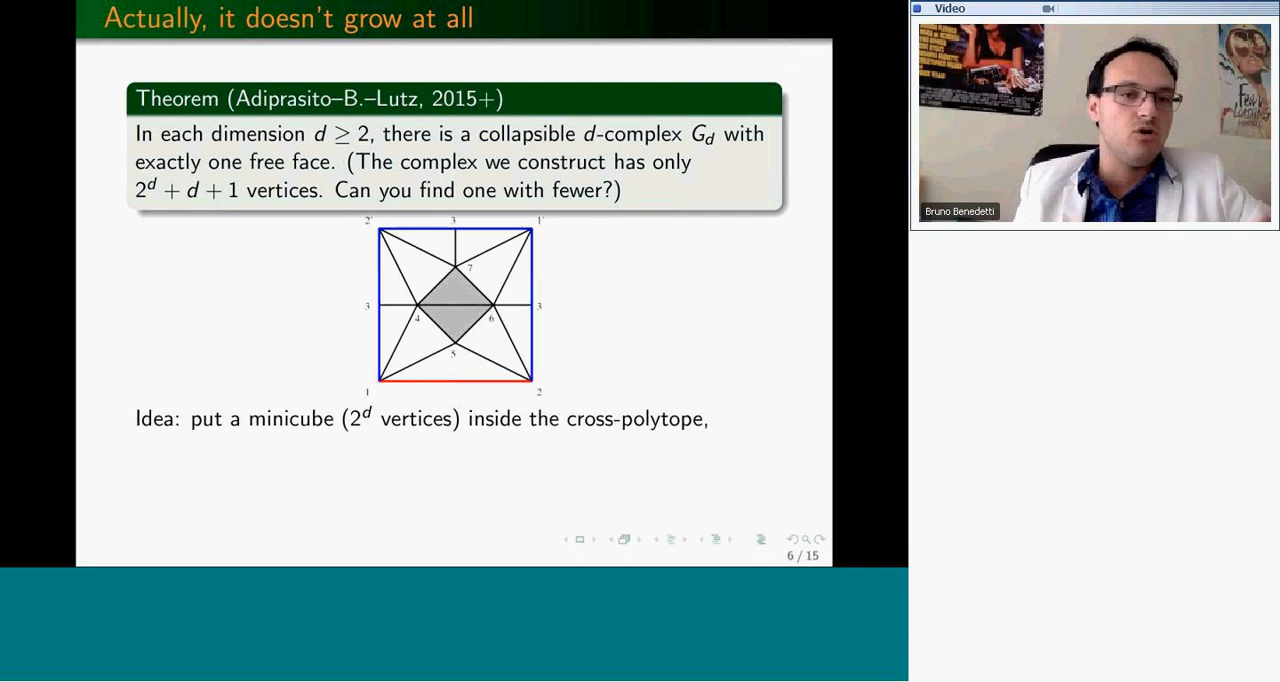 Actually, it doesn't grow at all
Theorem (Adiprasito–B.–Lutz, 2015+)
In each dimension d ≥ 2, there is a collapsible d-complex G_d with
exactly one free face. (The complex we construct has only
2^d + d + 1 vertices. Can you find one with fewer?)
2' 3 1'
7
3 3
4 6
5
1 2
Idea: put a minicube (2^d vertices) inside the cross-polytope,
6 / 15
Video
Bruno Benedetti